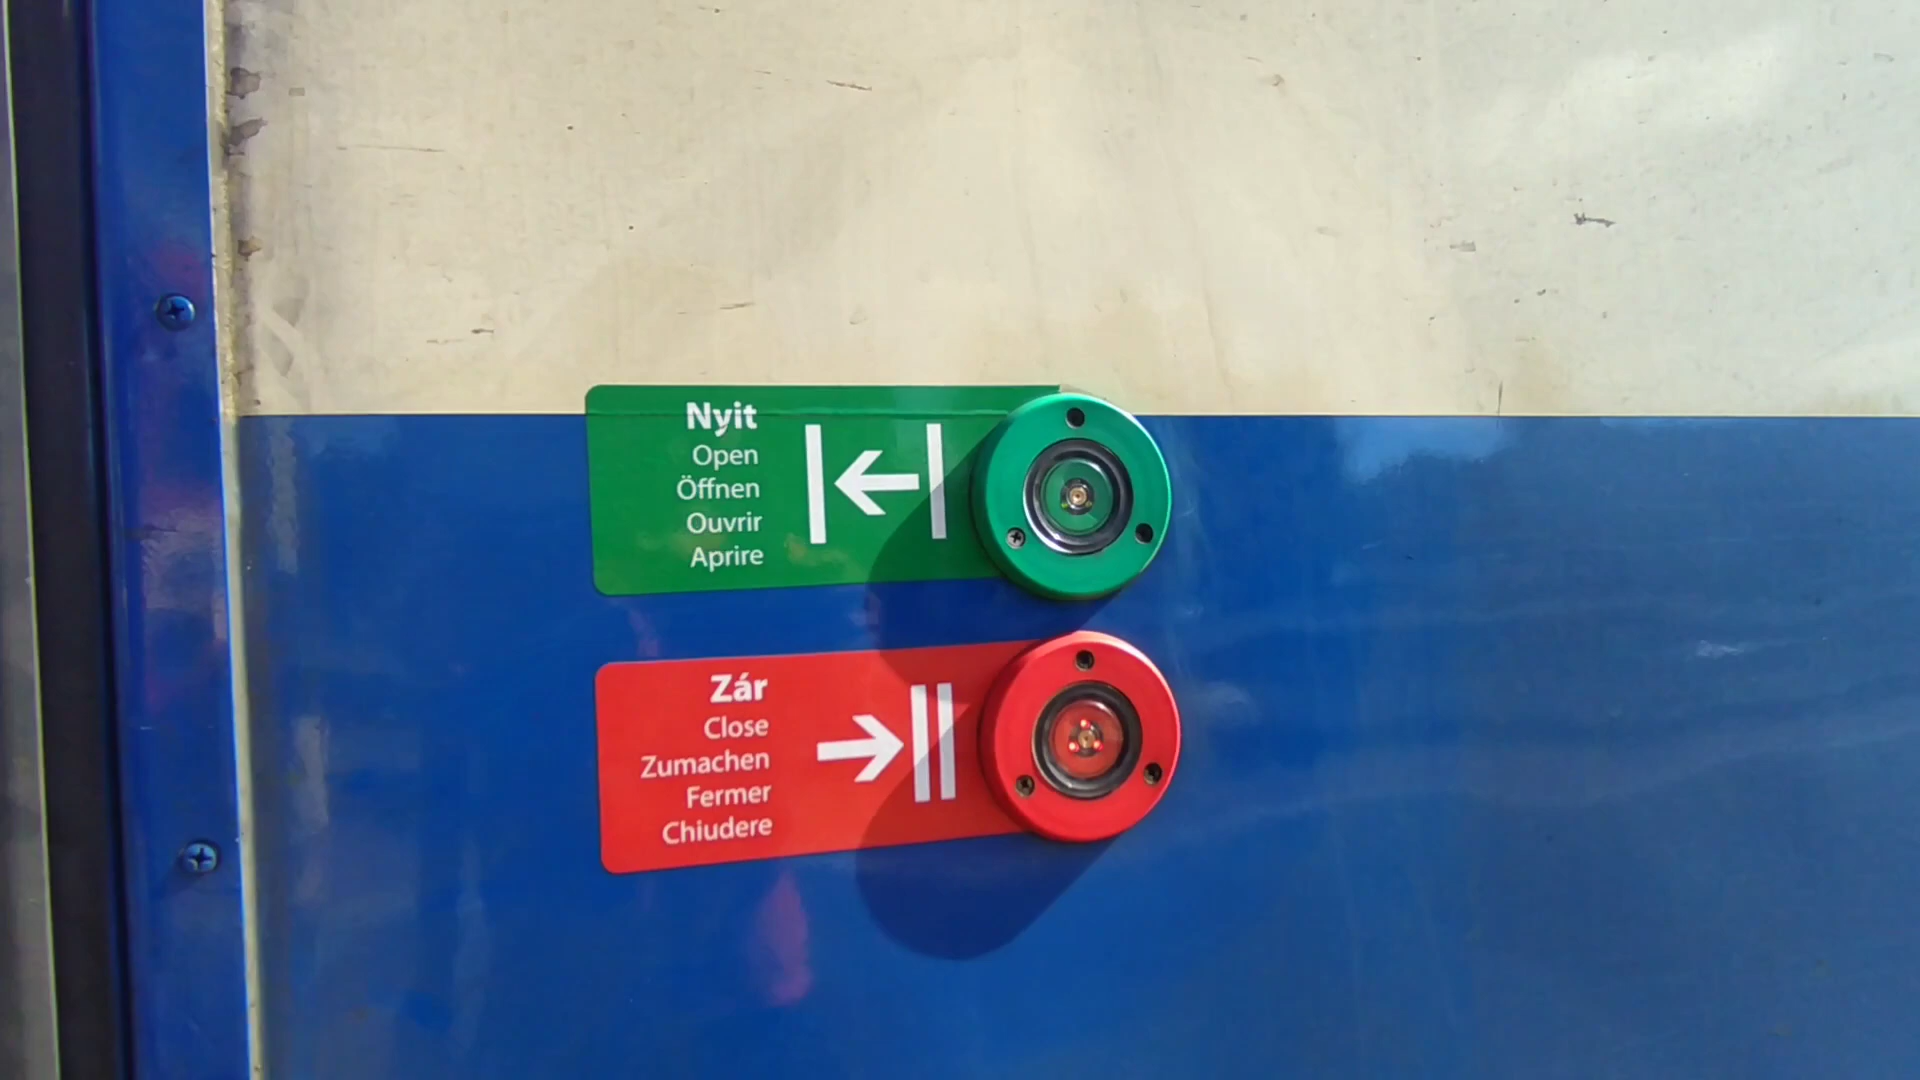 Nyit
Open
Öffnen
Ouvrir
Aprire
Zár
Close
Zumachen
Fermer
Chiudere